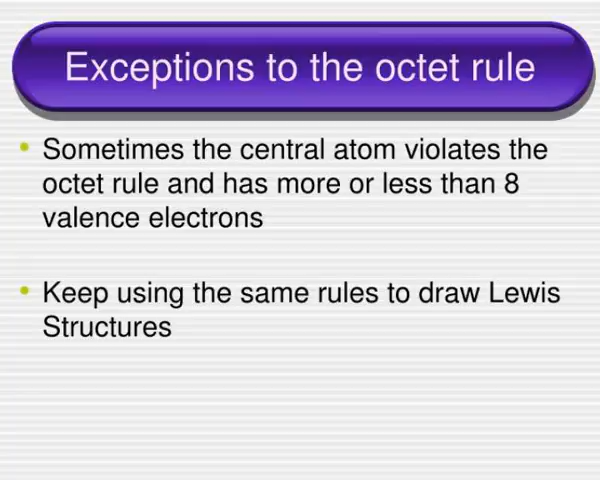 Exceptions to the octet rule
• Sometimes the central atom violates the
octet rule and has more or less than 8
valence electrons
• Keep using the same rules to draw Lewis
Structures